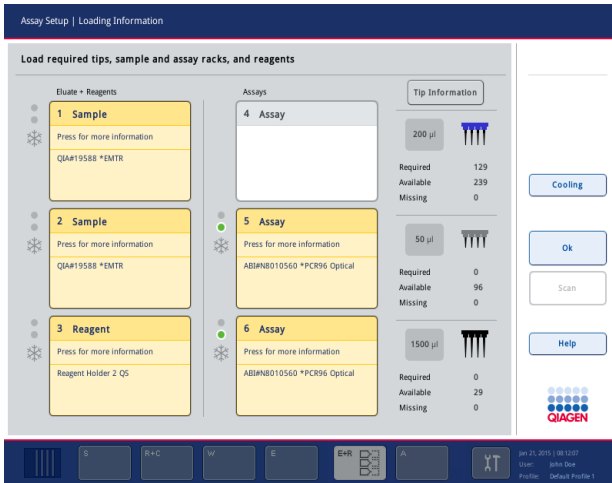 Assay Setup | Loading Information
Load required tips, sample and assay racks, and reagents
Eluate + Reagents
Assays
Tip Information
1 Sample
Press for more information
QIA#19588 *EMTR
4 Assay
200 µl
Required 129
Available 239
Missing 0
Cooling
2 Sample
Press for more information
QIA#19588 *EMTR
5 Assay
Press for more information
ABI#N8010560 *PCR96 Optical
50 µl
Required 0
Available 96
Missing 0
Ok
Scan
3 Reagent
Press for more information
Reagent Holder 2 QS
6 Assay
Press for more information
ABI#N8010560 *PCR96 Optical
1500 µl
Required 0
Available 29
Missing 0
Help
QIAGEN
S
R+C
W
E
E+R
A
Jan 21, 2015 | 08:12:07
User: John Doe
Profile: Default Profile 1